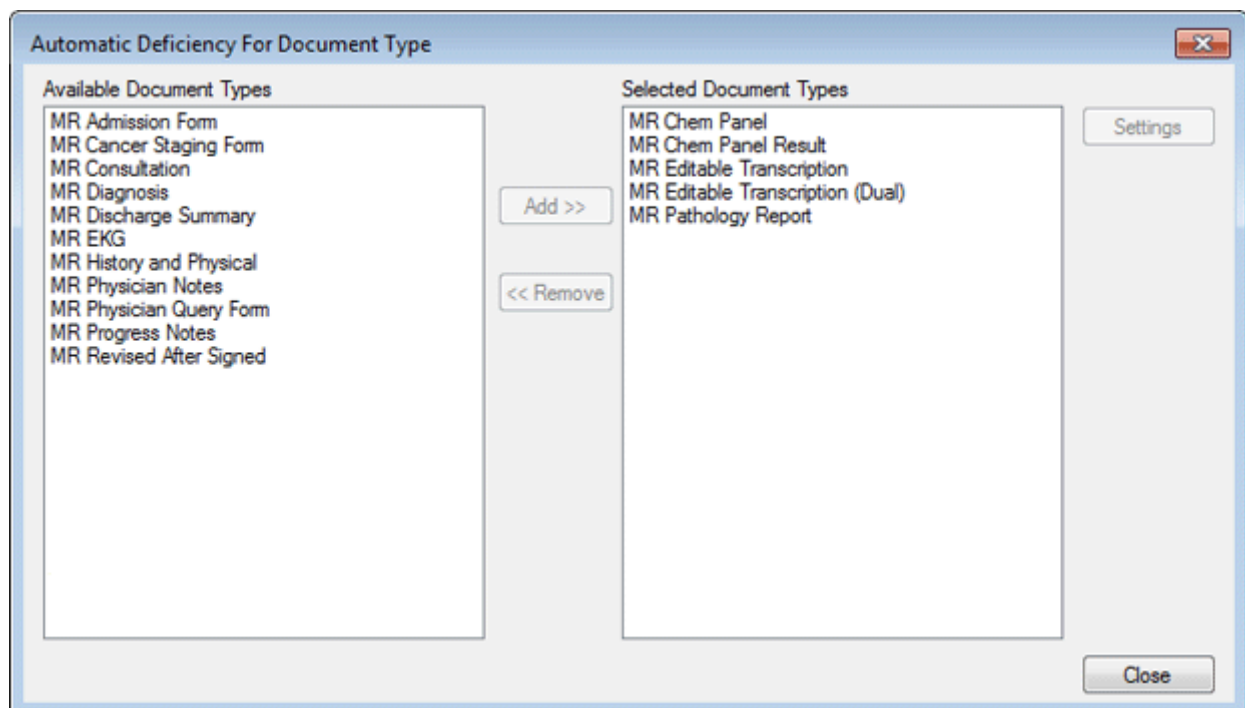 Automatic Deficiency For Document Type
Available Document Types
MR Admission Form
MR Cancer Staging Form
MR Consultation
MR Diagnosis
MR Discharge Summary
MR EKG
MR History and Physical
MR Physician Notes
MR Physician Query Form
MR Progress Notes
MR Revised After Signed
Add >>
<< Remove
Selected Document Types
MR Chem Panel
MR Chem Panel Result
MR Editable Transcription
MR Editable Transcription (Dual)
MR Pathology Report
Settings
Close